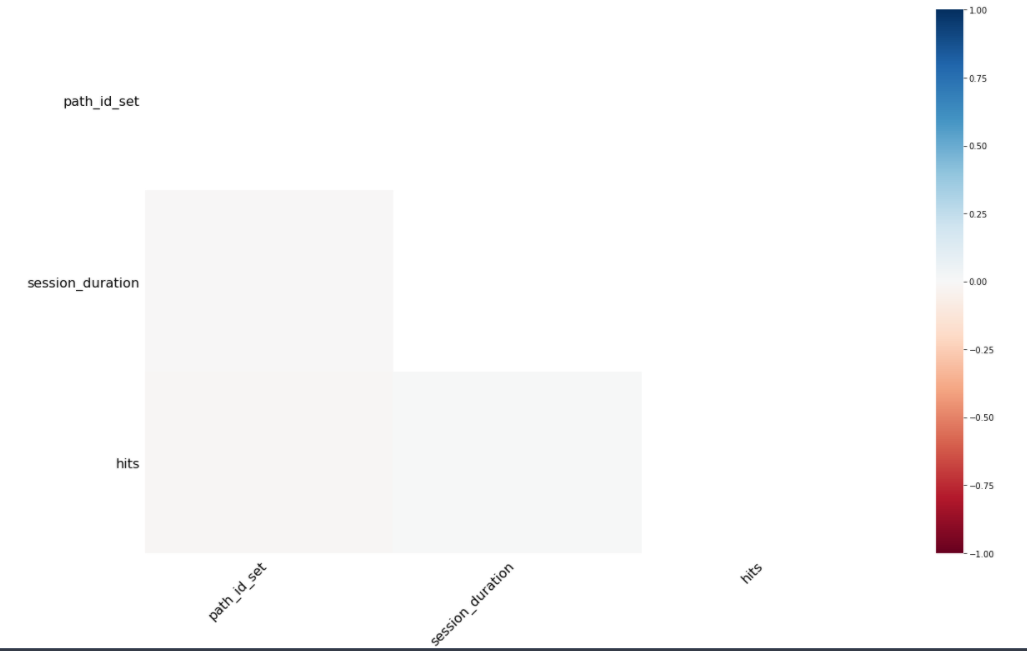 path_id_set
session_duration
hits
path_id_set
session_duration
hits
1.00
0.75
0.50
0.25
0.00
−0.25
−0.50
−0.75
−1.00